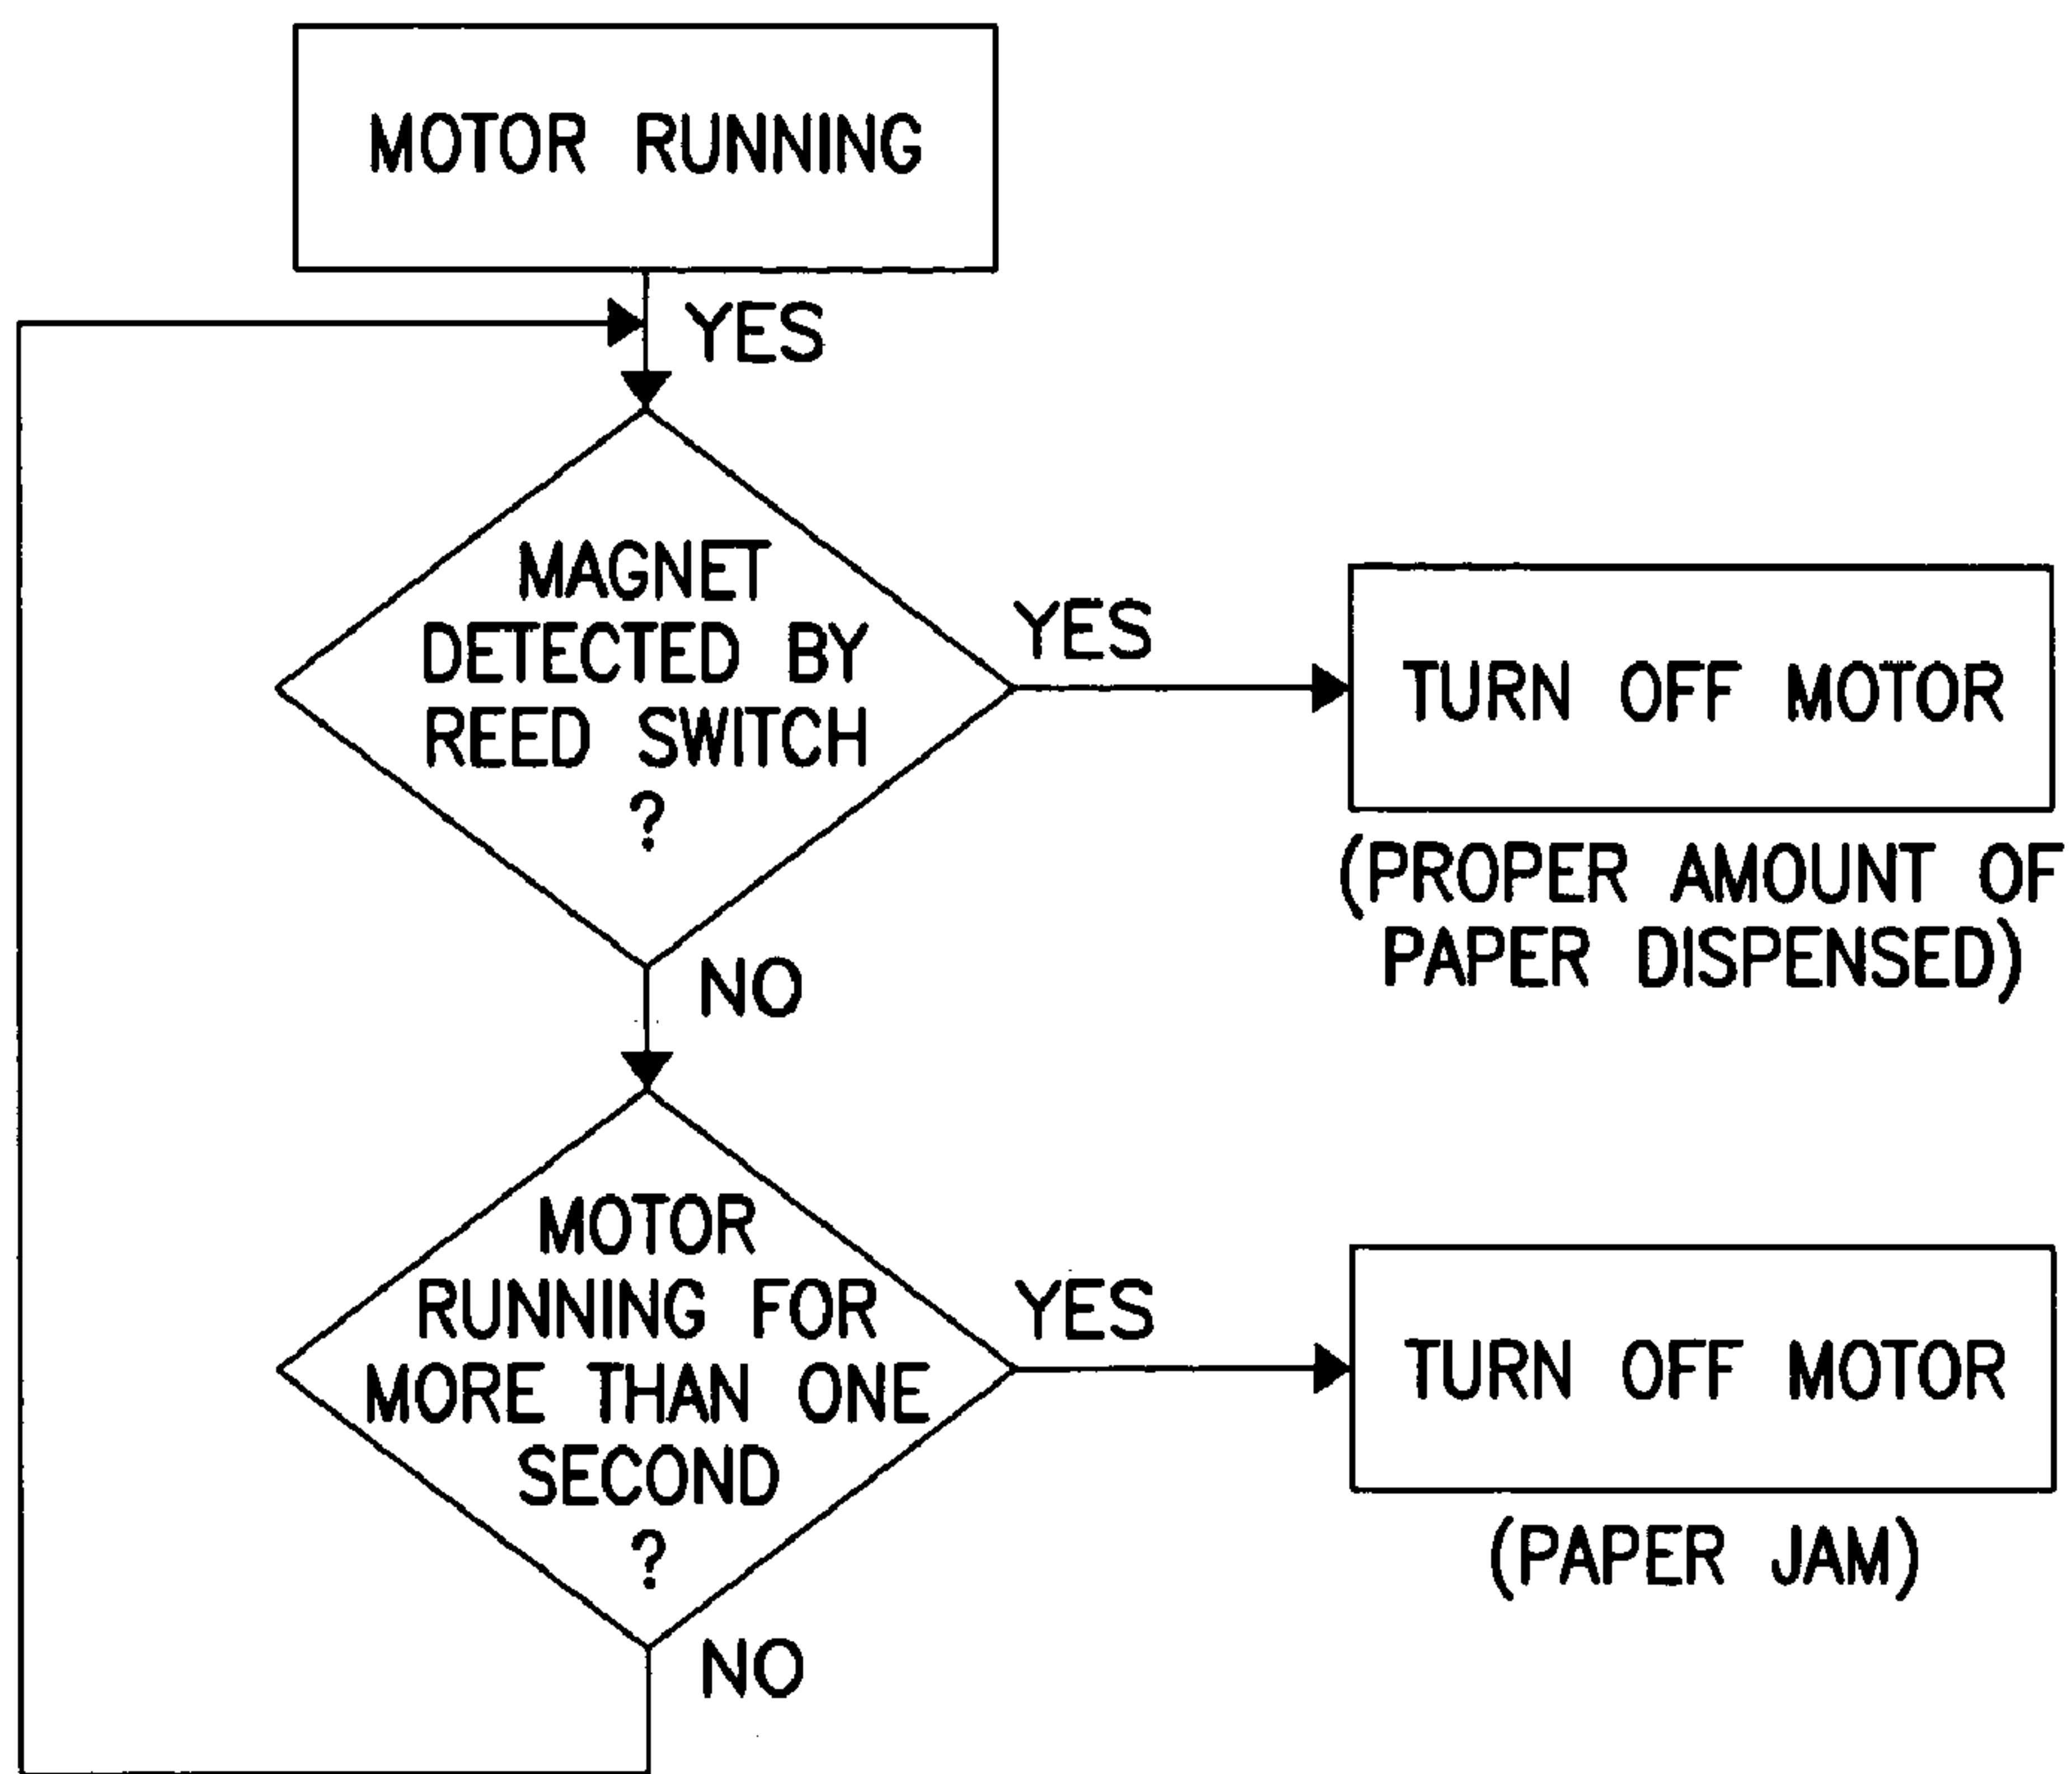 MOTOR RUNNING
YES
MAGNET
DETECTED BY
REED SWITCH
?
YES
TURN OFF MOTOR
(PROPER AMOUNT OF
PAPER DISPENSED)
NO
MOTOR
RUNNING FOR
MORE THAN ONE
SECOND
?
YES
TURN OFF MOTOR
(PAPER JAM)
NO